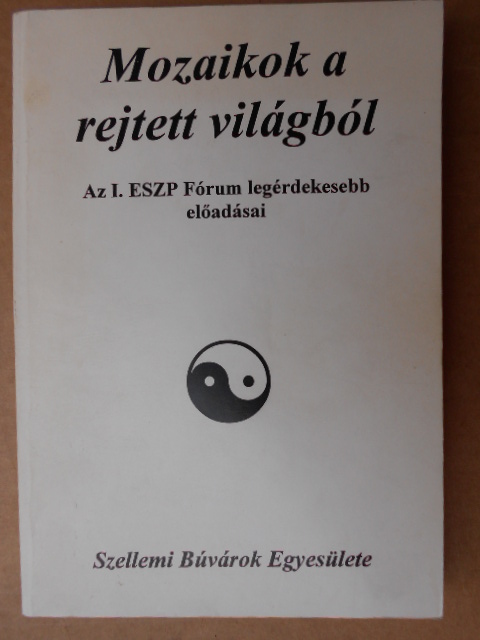 Mozaikok a
rejtett világból
Az I. ESZP Fórum legérdekesebb
előadásai
Szellemi Búvárok Egyesülete